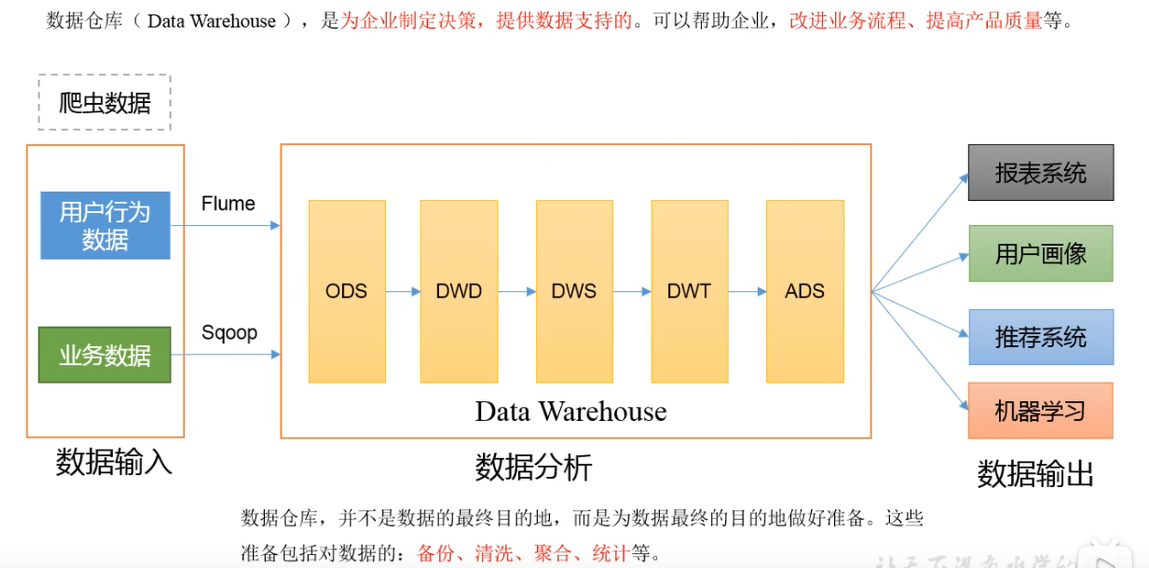 数据仓库（ Data Warehouse ），是为企业制定决策，提供数据支持的。可以帮助企业，改进业务流程、提高产品质量等。
爬虫数据
用户行为
数据
业务数据
数据输入
Flume
Sqoop
ODS
DWD
DWS
DWT
ADS
Data Warehouse
数据分析
报表系统
用户画像
推荐系统
机器学习
数据输出
数据仓库，并不是数据的最终目的地，而是为数据最终的目的地做好准备。这些
准备包括对数据的：备份、清洗、聚合、统计等。